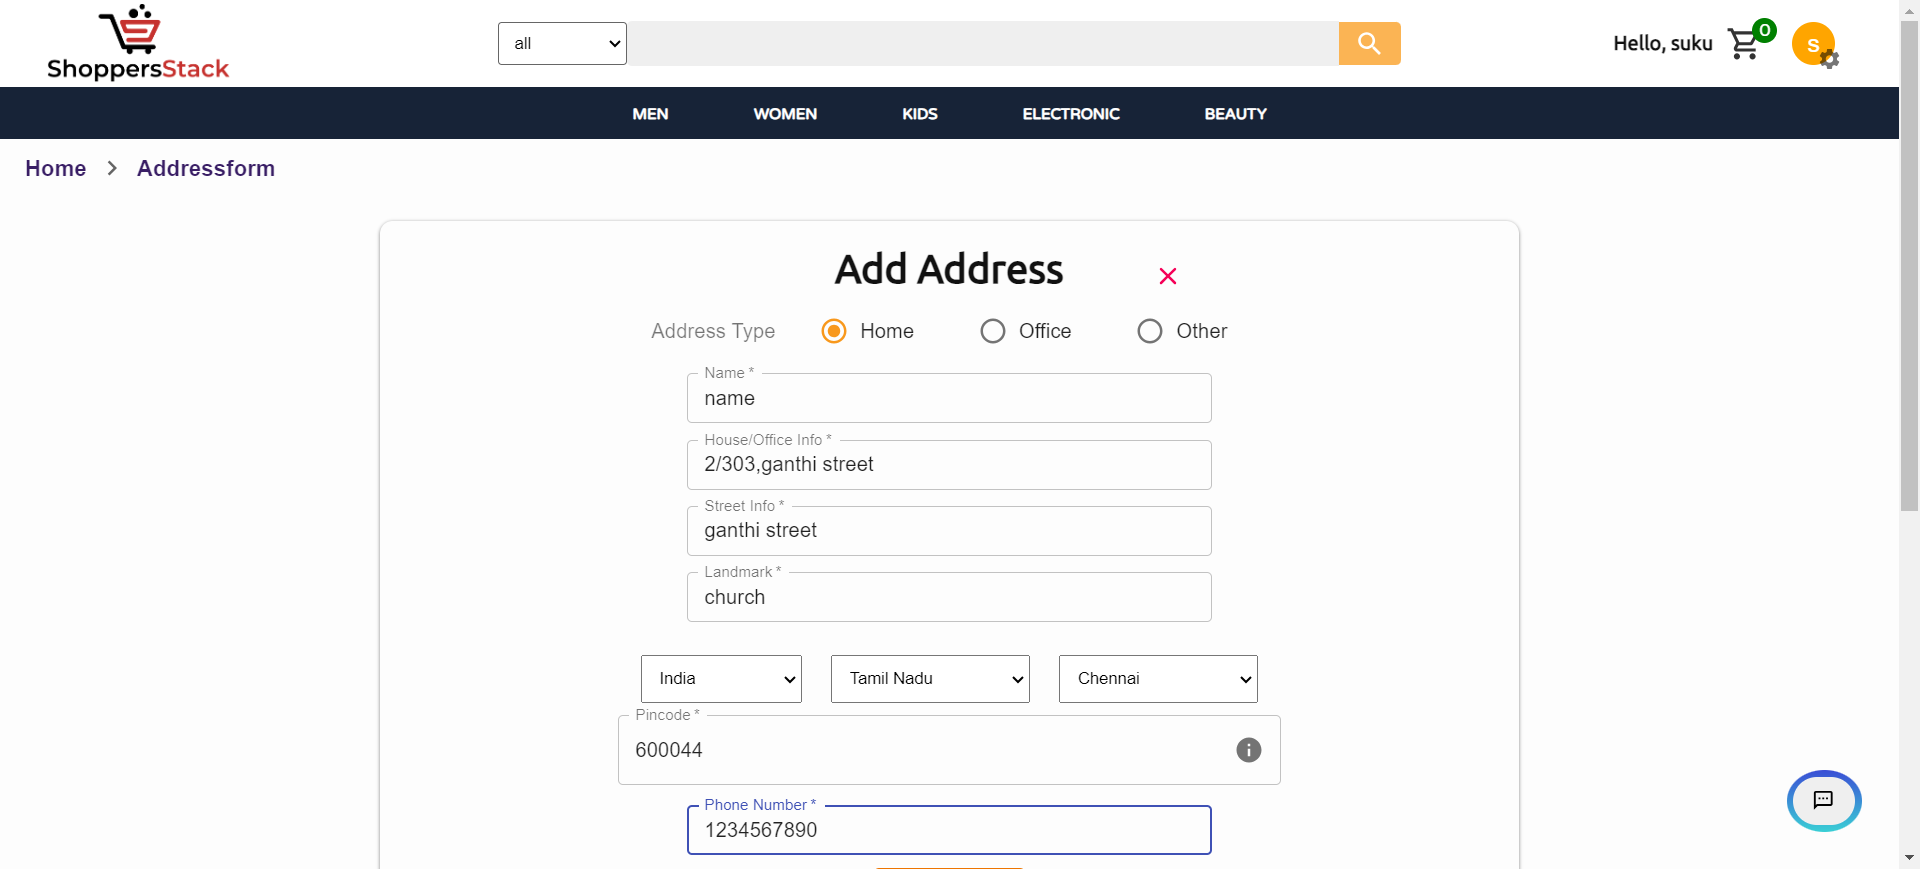 ShoppersStack
all
Hello, suku
0
S
MEN WOMEN KIDS ELECTRONIC BEAUTY
Home > Addressform
Add Address
Address Type Home Office Other
Name *
name
House/Office Info *
2/303,ganthi street
Street Info *
ganthi street
Landmark *
church
India Tamil Nadu Chennai
Pincode *
600044
Phone Number *
1234567890